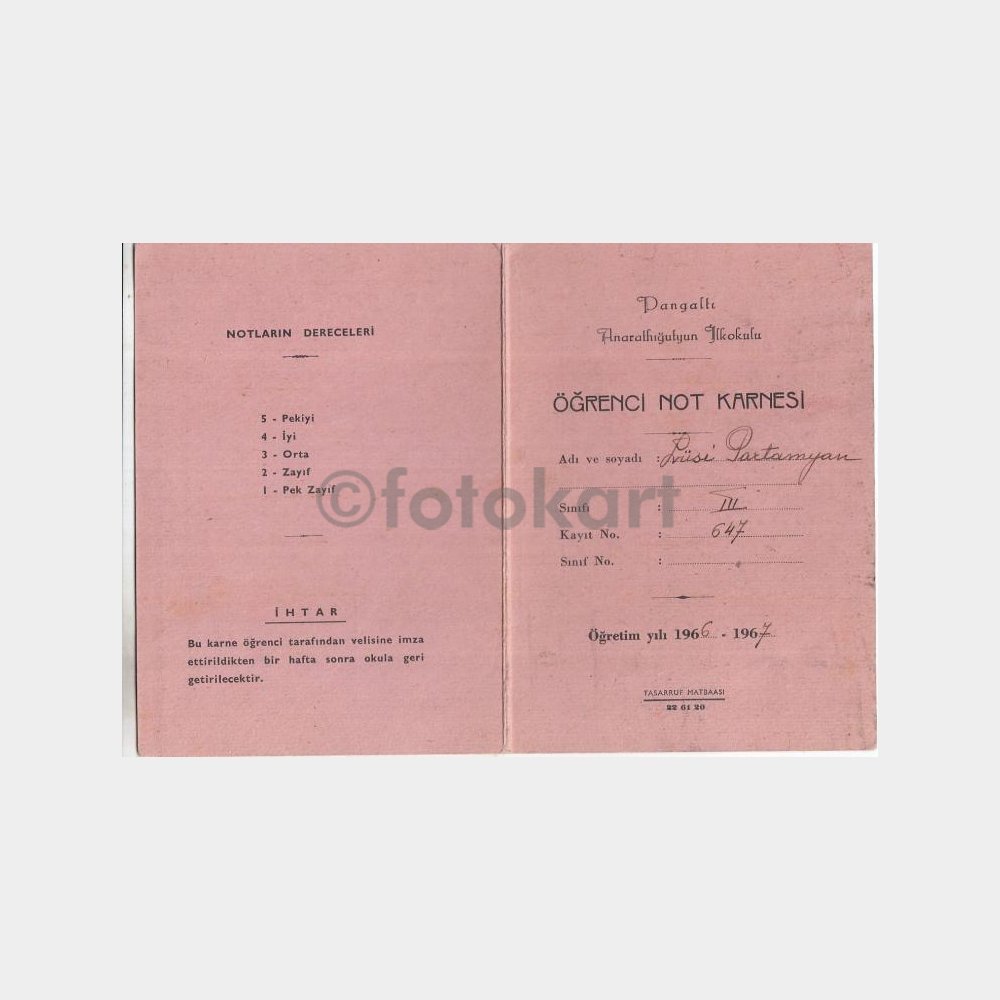 NOTLARIN DERECELERİ
5 - Pekiyi
4 - İyi
3 - Orta
2 - Zayıf
1 - Pek Zayıf
İHTAR
Bu karne öğrenci tarafından velisine imza
ettirildikten bir hafta sonra okula geri
getirilecektir.
Pangaltı
Anarathığutyun İlkokulu
ÖĞRENCİ NOT KARNESİ
Adı ve soyadı : Lüsi Partamyan
Sınıfı : III
Kayıt No. : 647
Sınıf No. :
Öğretim yılı 1966 - 1967
TASARRUF MATBAASI
22 61 20
©fotokart